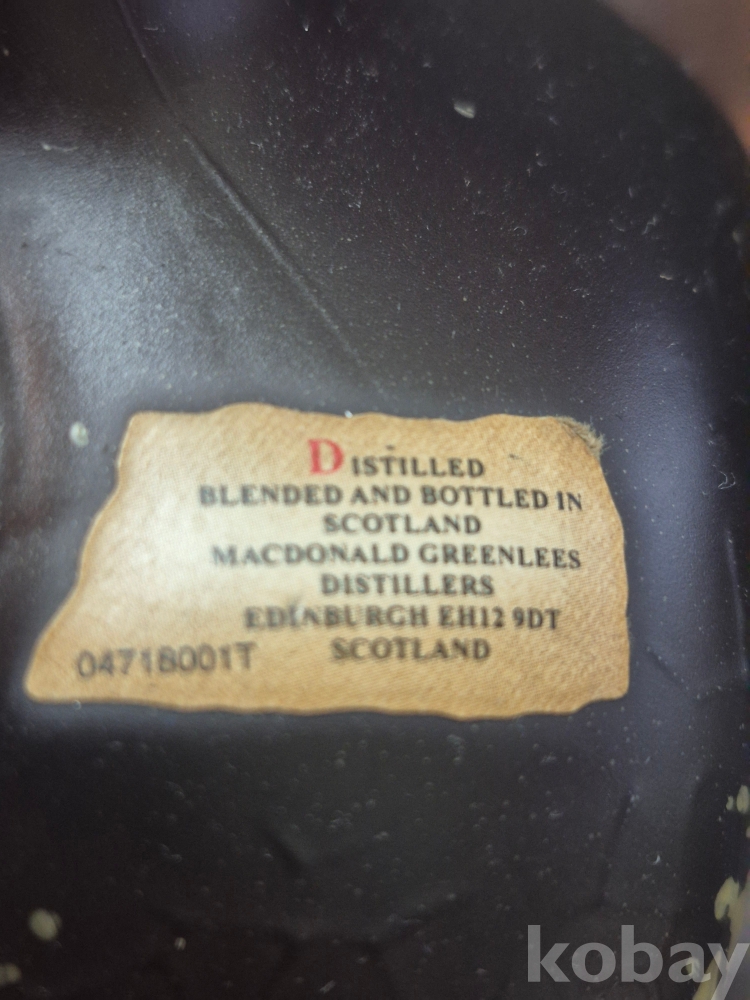 DISTILLED
BLENDED AND BOTTLED IN
SCOTLAND
MACDONALD GREENLEES
DISTILLERS
EDINBURGH EH12 9DT
SCOTLAND
04718001T
kobay